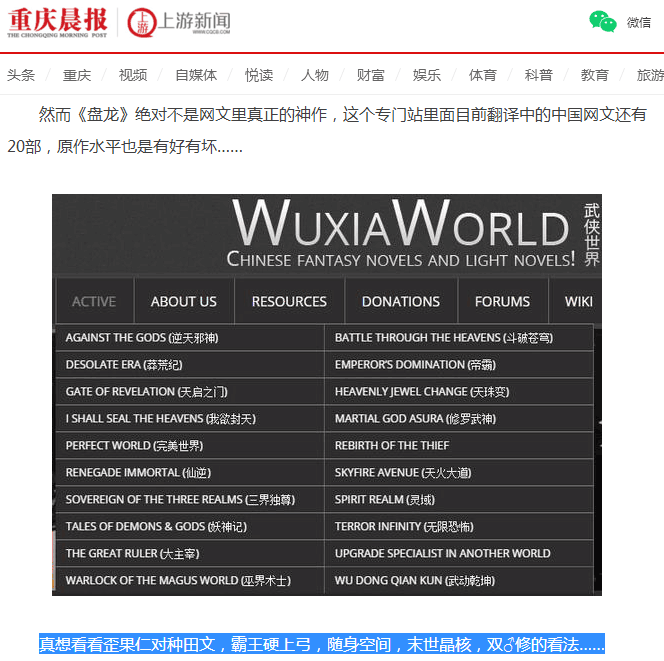 重庆晨报 上游新闻
THE CHONGQING MORNING POST WWW.CQCB.COM
微信
头条 / 重庆 / 视频 / 自媒体 / 悦读 / 人物 / 财富 / 娱乐 / 体育 / 科普 / 教育 / 旅游
然而《盘龙》绝对不是网文里真正的神作，这个专门站里面目前翻译中的中国网文还有
20部，原作水平也是有好有坏……
WUXIAWORLD 武侠世界
CHINESE FANTASY NOVELS AND LIGHT NOVELS!
ACTIVE ABOUT US RESOURCES DONATIONS FORUMS WIKI
AGAINST THE GODS (逆天邪神) BATTLE THROUGH THE HEAVENS (斗破苍穹)
DESOLATE ERA (莽荒纪) EMPEROR'S DOMINATION (帝霸)
GATE OF REVELATION (天启之门) HEAVENLY JEWEL CHANGE (天珠变)
I SHALL SEAL THE HEAVENS (我欲封天) MARTIAL GOD ASURA (修罗武神)
PERFECT WORLD (完美世界) REBIRTH OF THE THIEF
RENEGADE IMMORTAL (仙逆) SKYFIRE AVENUE (天火大道)
SOVEREIGN OF THE THREE REALMS (三界独尊) SPIRIT REALM (灵域)
TALES OF DEMONS & GODS (妖神记) TERROR INFINITY (无限恐怖)
THE GREAT RULER (大主宰) UPGRADE SPECIALIST IN ANOTHER WORLD
WARLOCK OF THE MAGUS WORLD (巫界术士) WU DONG QIAN KUN (武动乾坤)
真想看看歪果仁对种田文，霸王硬上弓，随身空间，末世晶核，双♂修的看法……